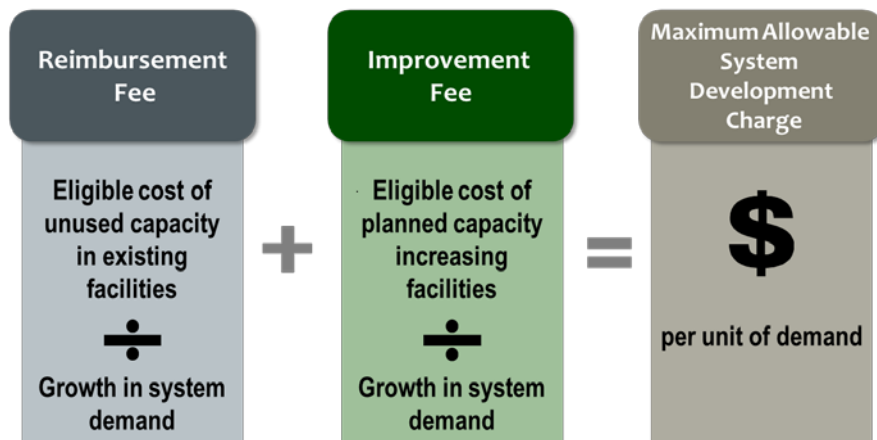 Reimbursement
Fee
Eligible cost of
unused capacity
in existing
facilities
÷
Growth in system
demand
+
Improvement
Fee
Eligible cost of
planned capacity
increasing
facilities
÷
Growth in system
demand
=
Maximum Allowable
System
Development
Charge
$
per unit of demand